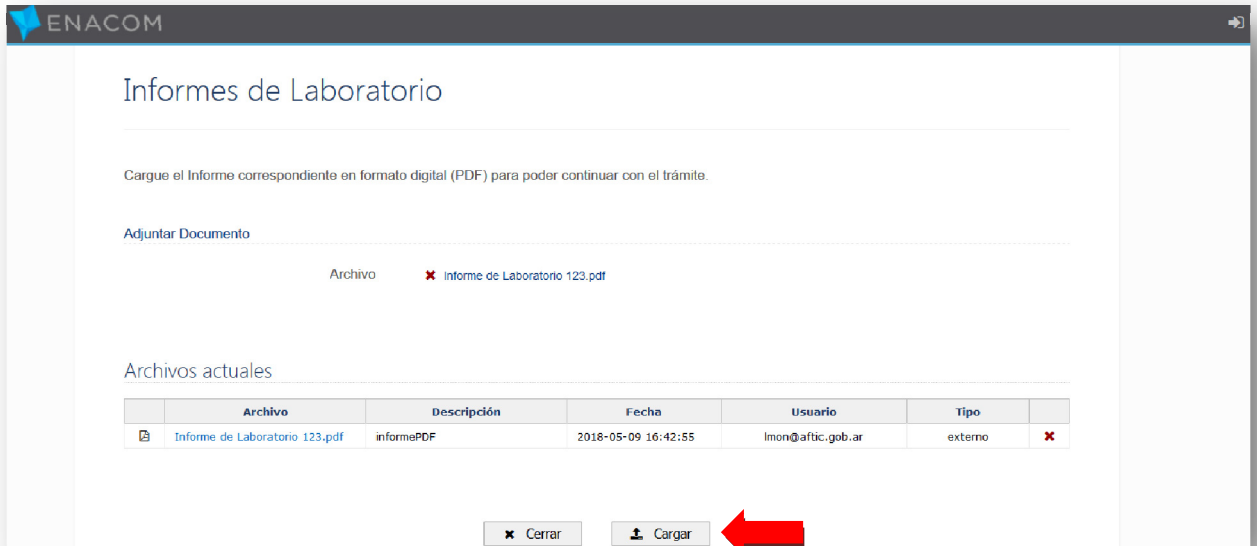 ENACOM
Informes de Laboratorio
Cargue el Informe correspondiente en formato digital (PDF) para poder continuar con el trámite.
Adjuntar Documento
Archivo Informe de Laboratorio 123.pdf
Archivos actuales
Archivo Descripción Fecha Usuario Tipo
Informe de Laboratorio 123.pdf informePDF 2018-05-09 16:42:55 lmon@aftic.gob.ar externo
Cerrar Cargar